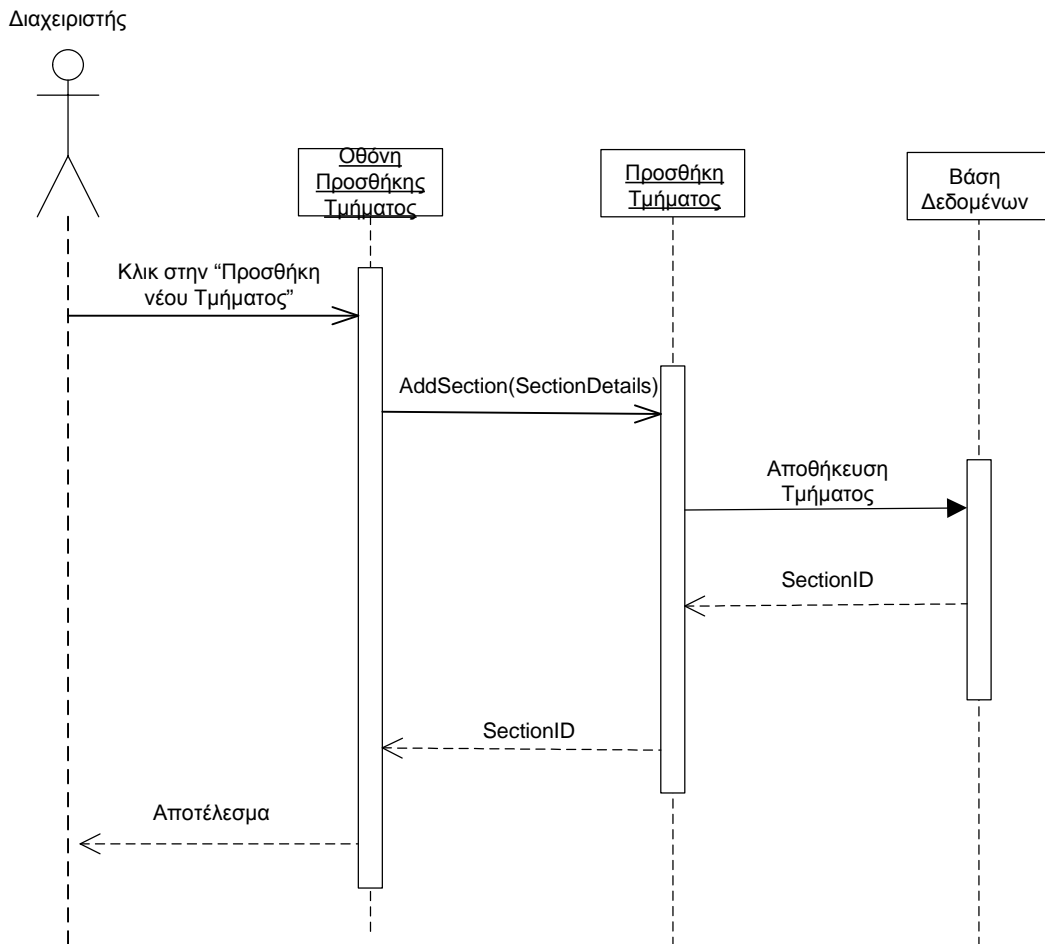 Διαχειριστής
Οθόνη
Προσθήκης
Τμήματος
Προσθήκη
Τμήματος
Βάση
Δεδομένων
Κλικ στην “Προσθήκη
νέου Τμήματος”
AddSection(SectionDetails)
Αποθήκευση
Τμήματος
SectionID
SectionID
Αποτέλεσμα